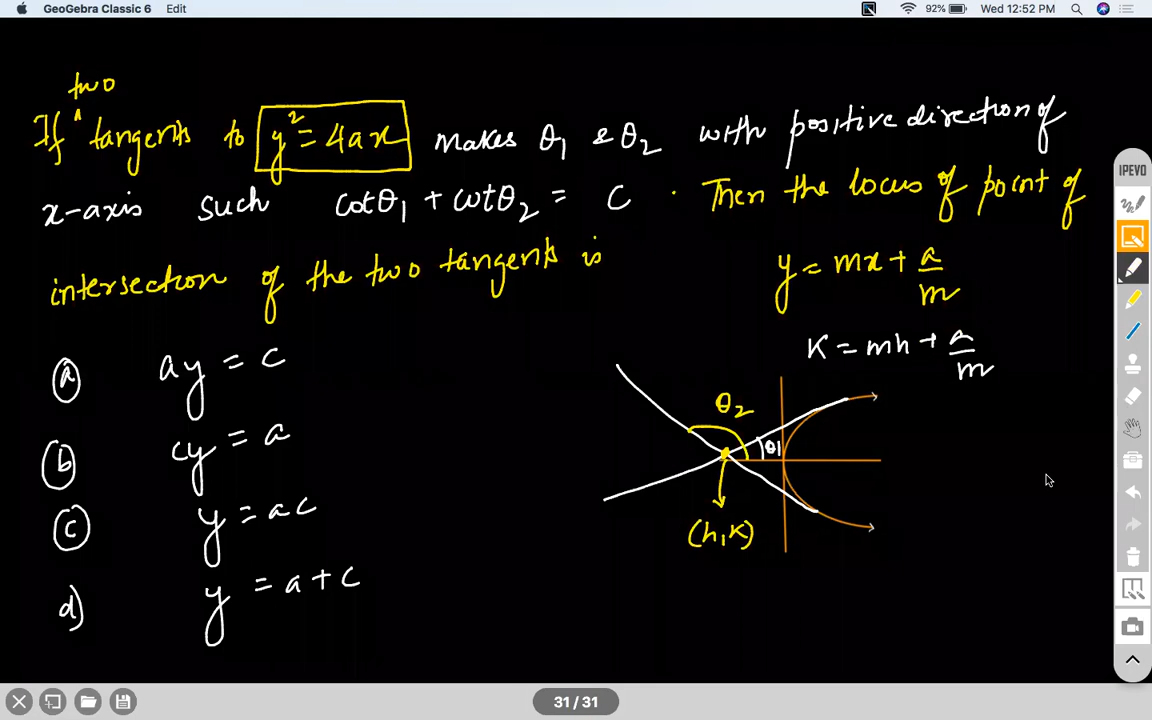 GeoGebra Classic 6 Edit 92% Wed 12:52 PM
two
If ^ tangents to y² = 4ax makes θ₁ & θ₂ with positive direction of
x-axis such cotθ₁ + cotθ₂ = c . Then the locus of point of
intersection of the two tangents is
y = mx + a/m
K = mh + a/m
(a) ay = c
(b) cy = a
(c) y = ac
d) y = a + c
θ₂
θ₁
(h,K)
IPEVO
31 / 31